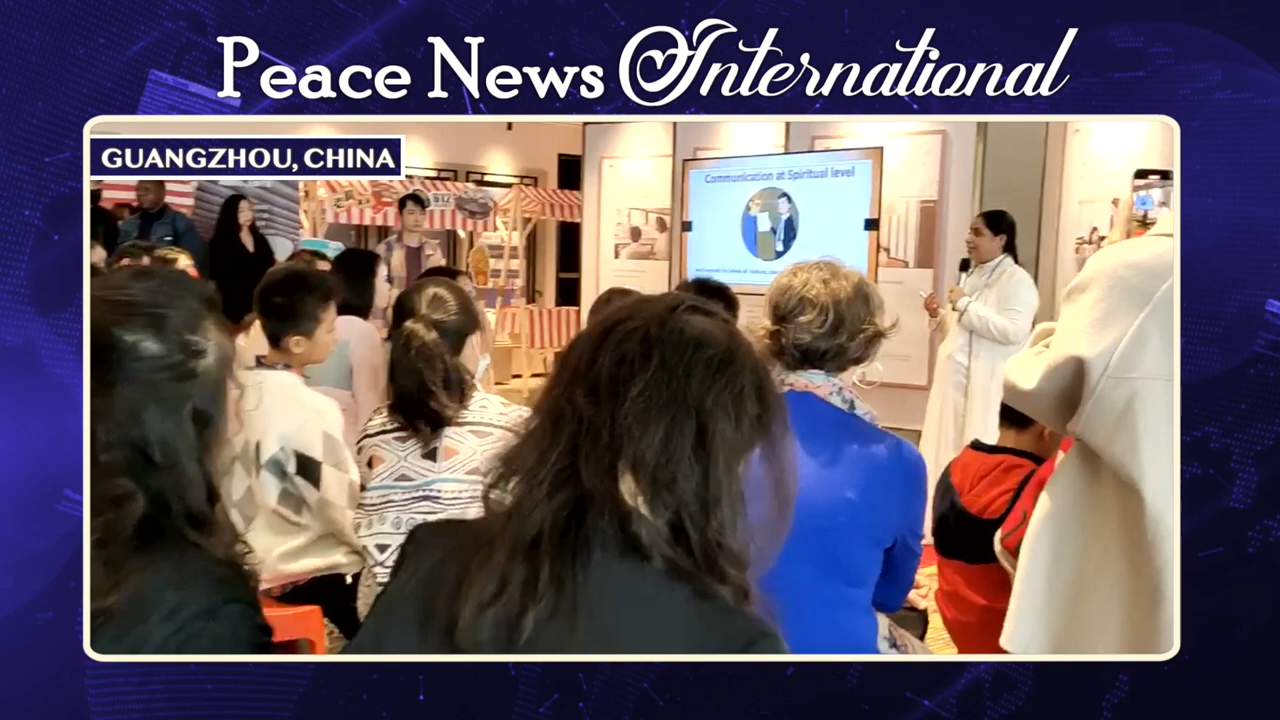 Peace News International
GUANGZHOU, CHINA
Communication at Spiritual level